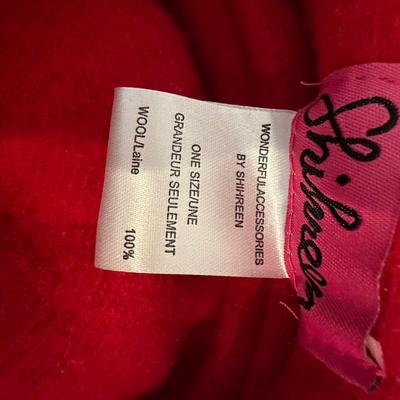 Shihreen
WONDERFULACCESSORIES
BY SHIHREEN
ONE SIZE/UNE
GRANDEUR SEULEMENT
WOOL/Laine 100%